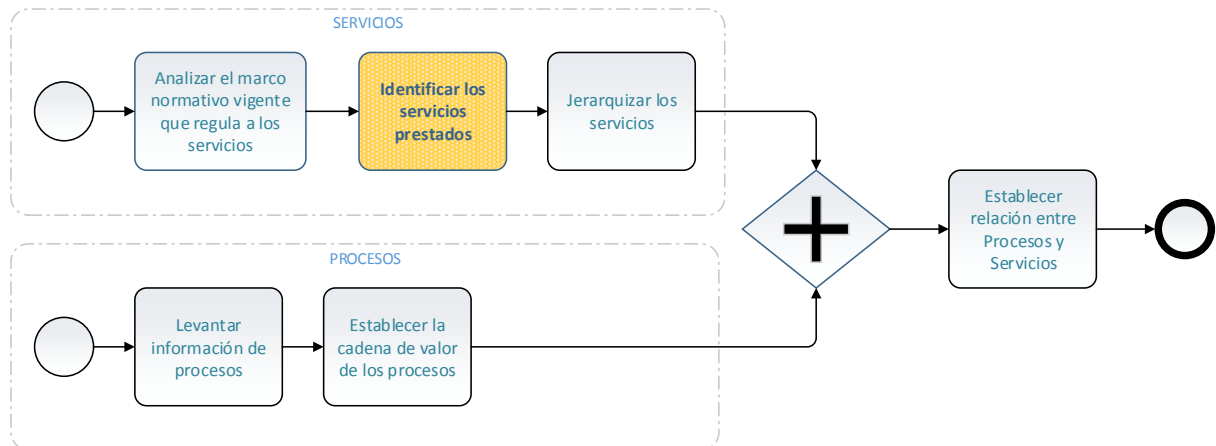 SERVICIOS
Analizar el marco
normativo vigente
que regula a los
servicios
Identificar los
servicios
prestados
Jerarquizar los
servicios
Establecer
relación entre
Procesos y
Servicios
PROCESOS
Levantar
información de
procesos
Establecer la
cadena de valor
de los procesos